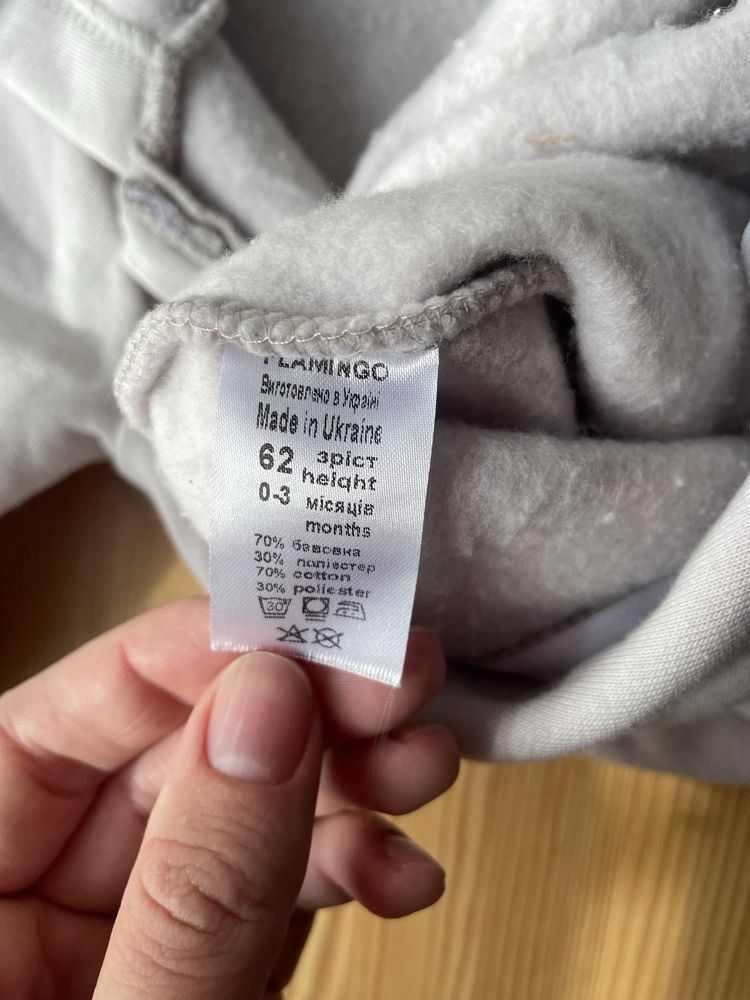 FLAMINGO
Виготовлено в Україні
Made in Ukraine
62 зріст
height
0-3 місяців
months
70% бавовна
30% поліестер
70% cotton
30% poliester
30